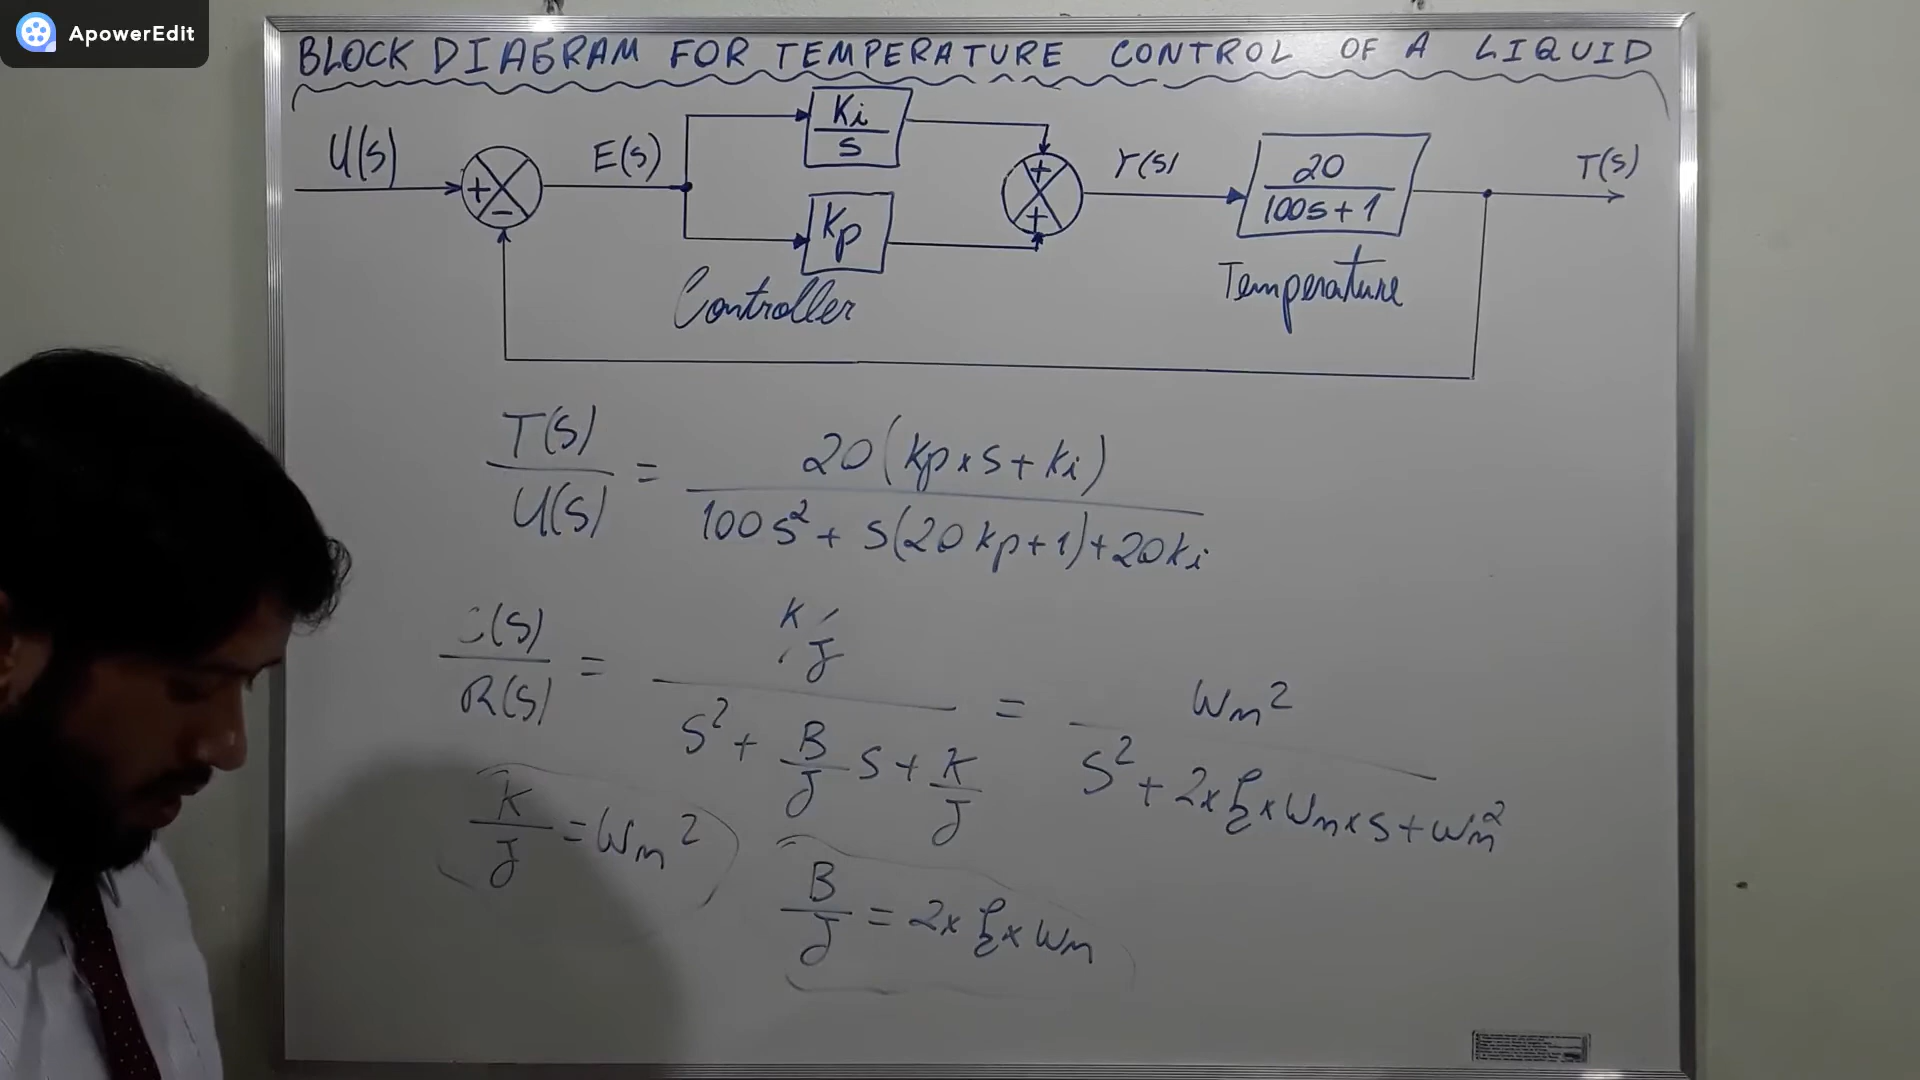 ApowerEdit
BLOCK DIAGRAM FOR TEMPERATURE CONTROL OF A LIQUID
U(s)
+
-
E(s)
Ki
s
Kp
Controller
+
+
Y(s)
20
100s+1
Temperature
T(s)
T(s)
U(s)
=
20(Kp×s+Ki)
100s²+s(20Kp+1)+20Ki
C(s)
R(s)
=
K/J
s²+B/J s+K/J
=
Wn²
s²+2×ξ×Wn×s+Wn²
K/J=Wn²
B/J=2×ξ×Wn